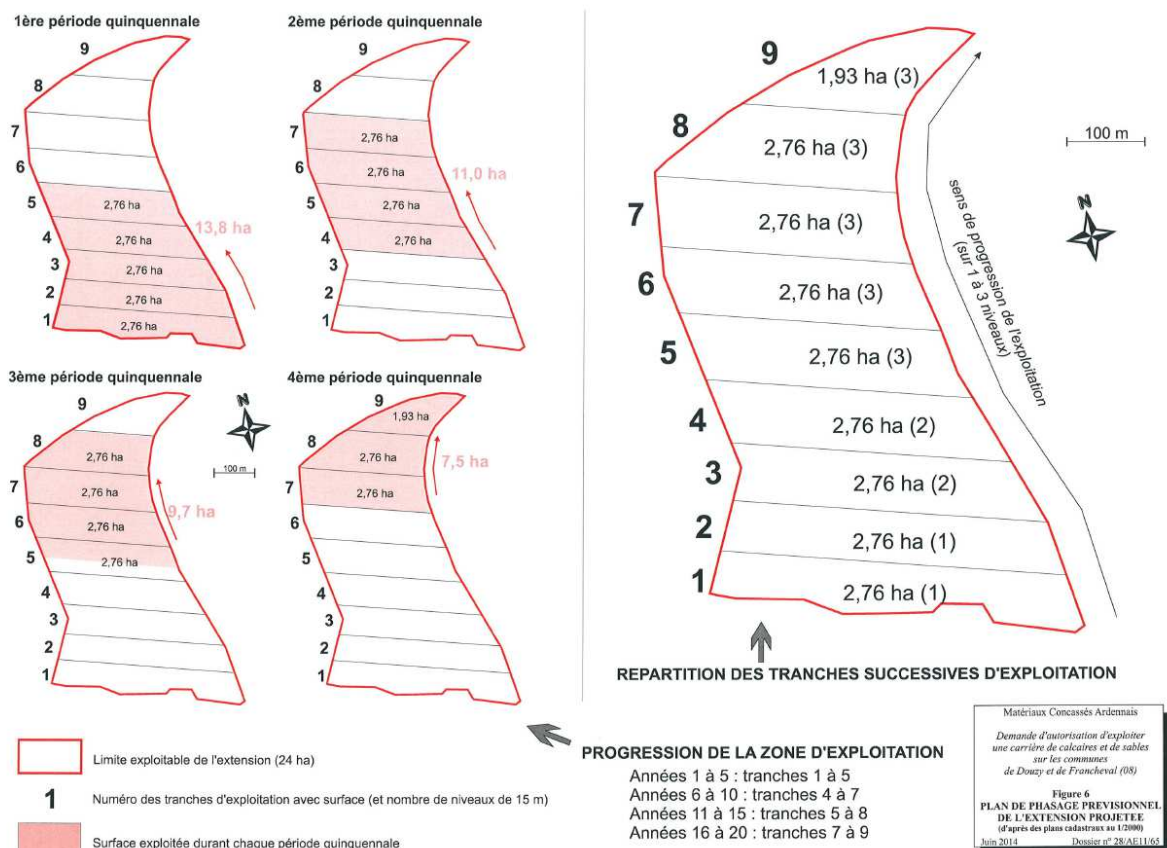 1ère période quinquennale
9
8
7
6
5
4
3
2
1
2,76 ha
2,76 ha
2,76 ha
2,76 ha
2,76 ha
13,8 ha
2ème période quinquennale
9
8
7
6
5
4
3
2
1
2,76 ha
2,76 ha
2,76 ha
2,76 ha
11,0 ha
3ème période quinquennale
9
8
7
6
5
4
3
2
1
2,76 ha
2,76 ha
2,76 ha
2,76 ha
9,7 ha
N
100 m
4ème période quinquennale
9
8
7
6
5
4
3
2
1
1,93 ha
2,76 ha
2,76 ha
7,5 ha
9
8
7
6
5
4
3
2
1
1,93 ha (3)
2,76 ha (3)
2,76 ha (3)
2,76 ha (3)
2,76 ha (3)
2,76 ha (2)
2,76 ha (2)
2,76 ha (1)
2,76 ha (1)
100 m
N
sens de progression de l'exploitation
(sur 1 à 3 niveaux)
REPARTITION DES TRANCHES SUCCESSIVES D'EXPLOITATION
Limite exploitable de l'extension (24 ha)
1 Numéro des tranches d'exploitation avec surface (et nombre de niveaux de 15 m)
Surface exploitée durant chaque période quinquennale
PROGRESSION DE LA ZONE D'EXPLOITATION
Années 1 à 5 : tranches 1 à 5
Années 6 à 10 : tranches 4 à 7
Années 11 à 15 : tranches 5 à 8
Années 16 à 20 : tranches 7 à 9
Matériaux Concassés Ardennais
Demande d'autorisation d'exploiter
une carrière de calcaires et de sables
sur les communes
de Douzy et de Francheval (08)
Figure 6
PLAN DE PHASAGE PREVISIONNEL
DE L'EXTENSION PROJETEE
(d'après des plans cadastraux au 1/2000)
Juin 2014 Dossier n° 28/AE11/65